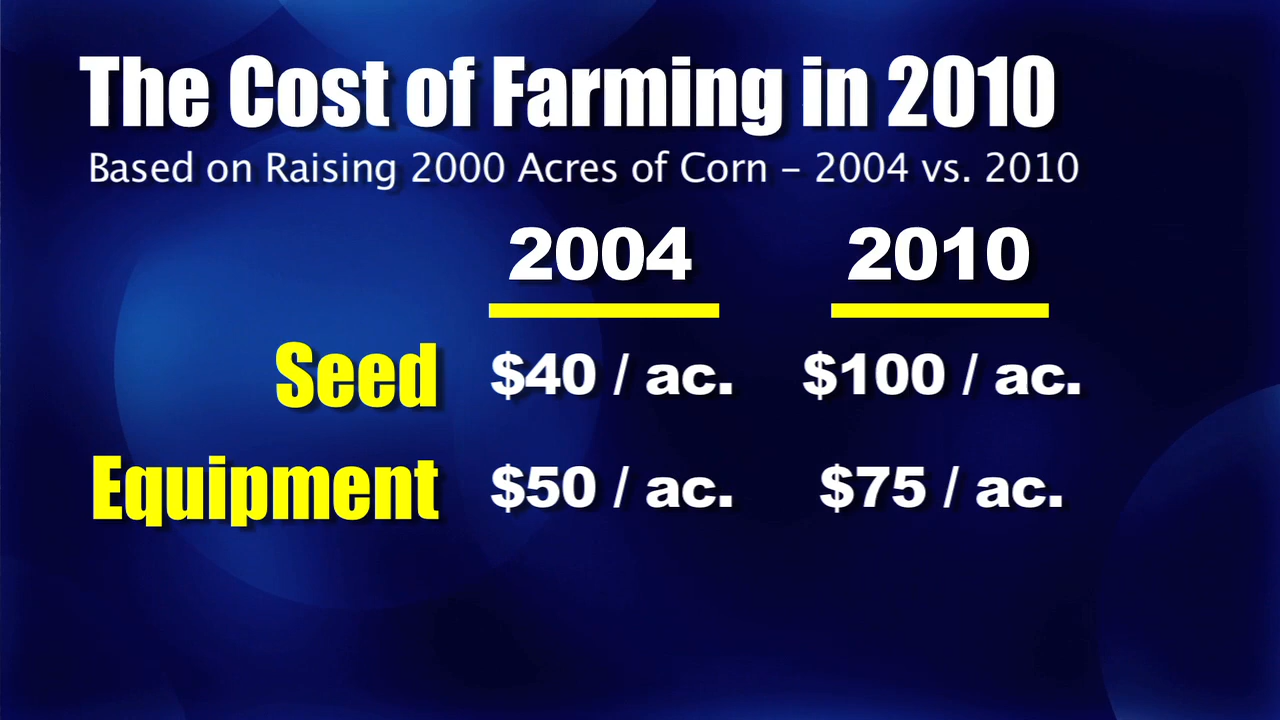 The Cost of Farming in 2010
Based on Raising 2000 Acres of Corn – 2004 vs. 2010
2004 2010
Seed $40 / ac. $100 / ac.
Equipment $50 / ac. $75 / ac.